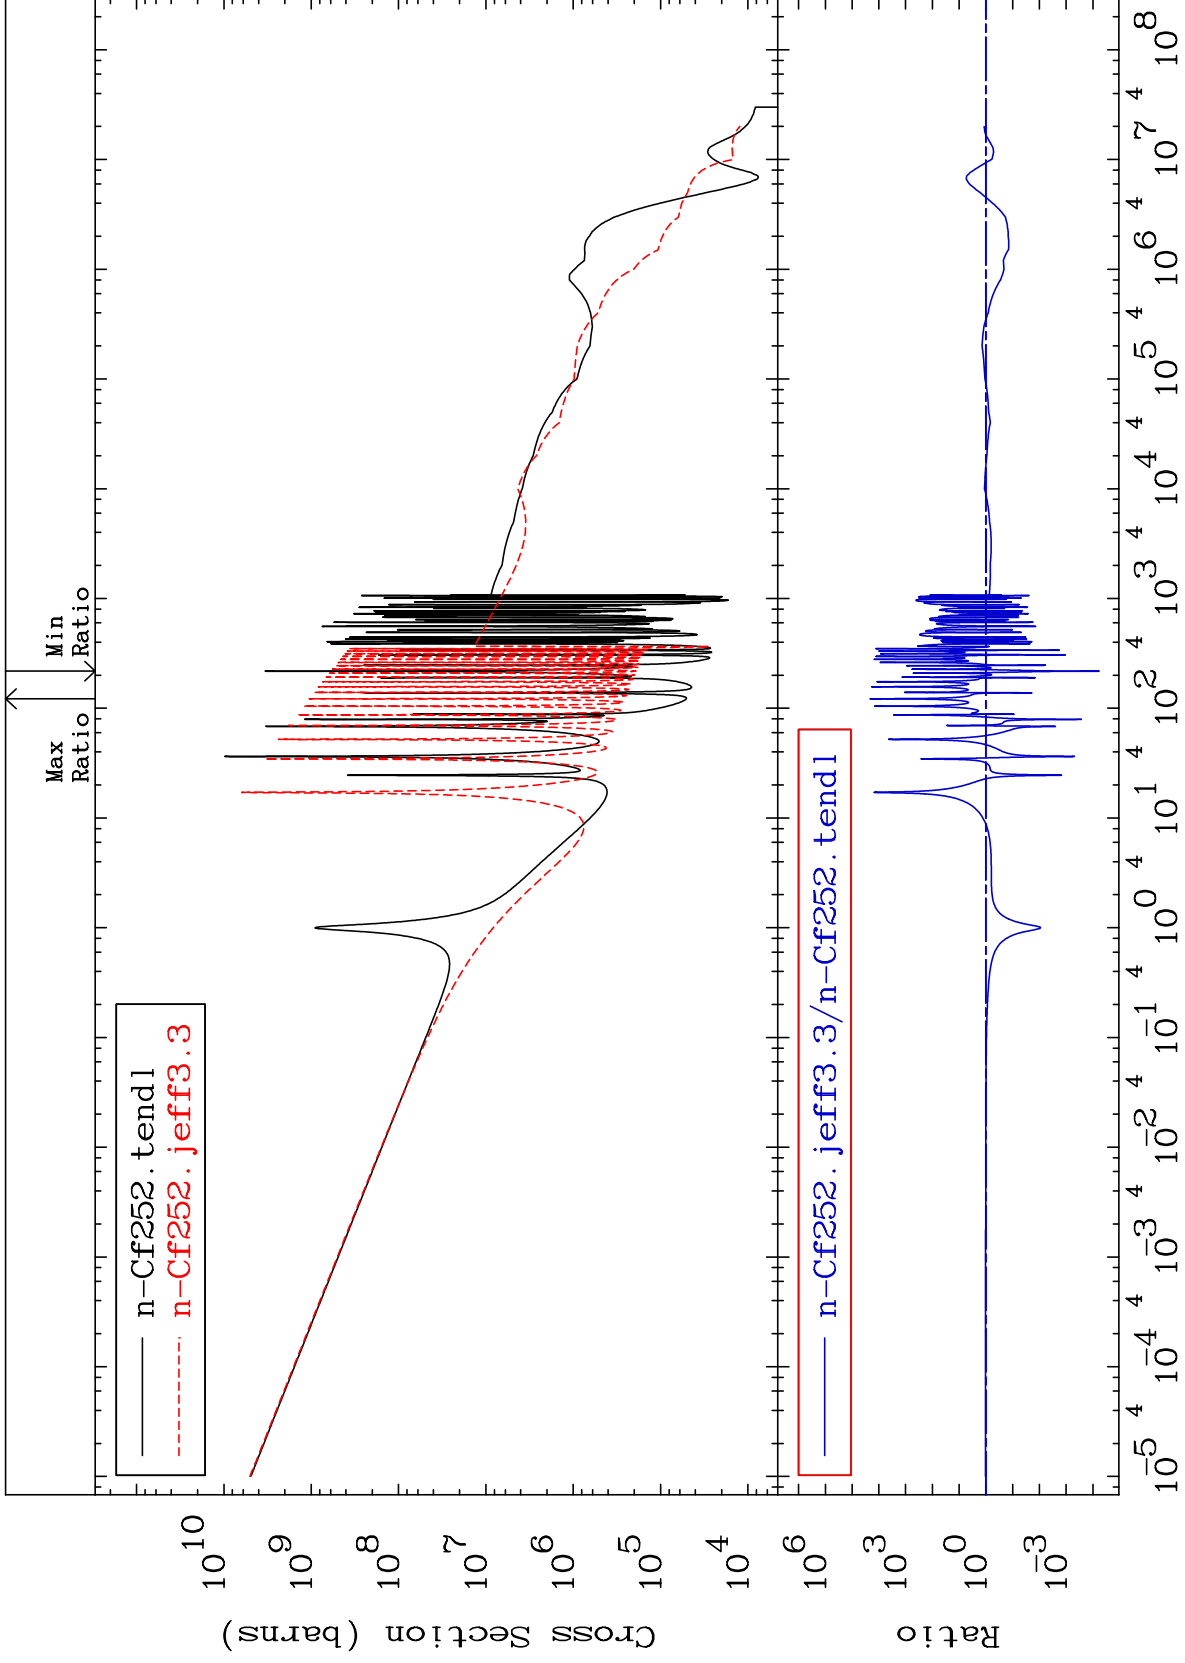 Max
Ratio
Min
Ratio
n-Cf252.tendl
n-Cf252.jeff3.3
10^10
10^9
10^8
10^7
10^6
10^5
10^4
Cross Section (barns)
n-Cf252.jeff3.3/n-Cf252.tendl
10^6
10^3
10^0
10^-3
Ratio
10^-5 4 10^-4 4 10^-3 4 10^-2 4 10^-1 4 10^0 4 10^1 4 10^2 4 10^3 4 10^4 4 10^5 4 10^6 4 10^7 4 10^8